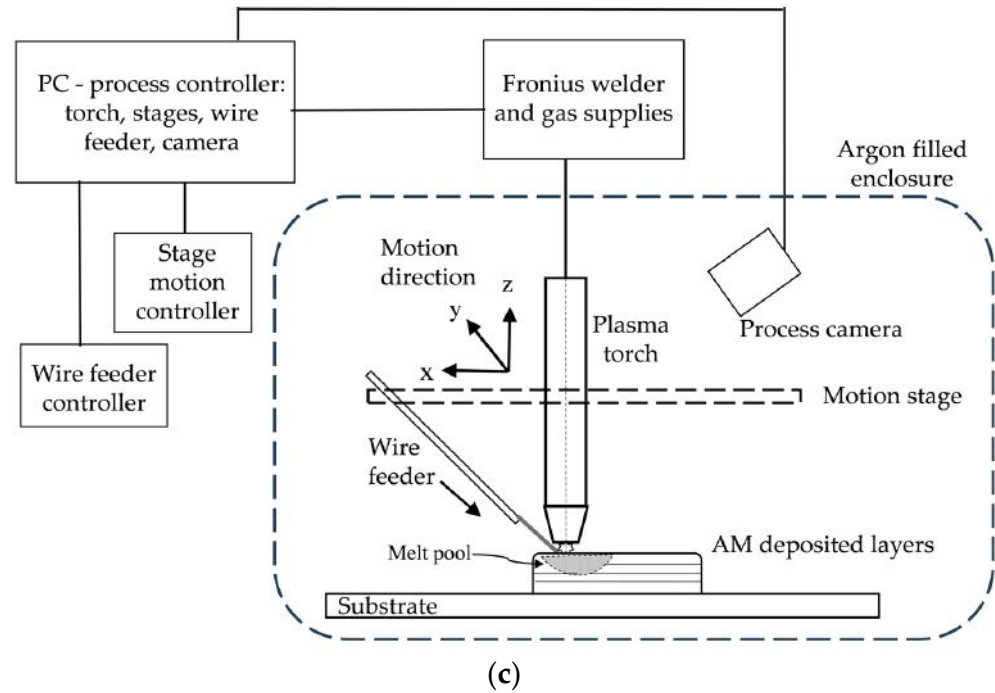 PC - process controller:
torch, stages, wire
feeder, camera
Fronius welder
and gas supplies
Argon filled
enclosure
Stage
motion
controller
Motion
direction
z
y
x
Plasma
torch
Process camera
Wire feeder
controller
Motion stage
Wire
feeder
AM deposited layers
Melt pool
Substrate
(c)